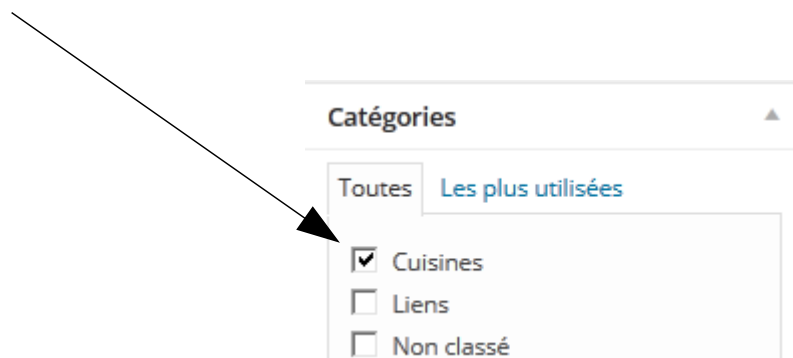 Catégories
Toutes Les plus utilisées
Cuisines
Liens
Non classé